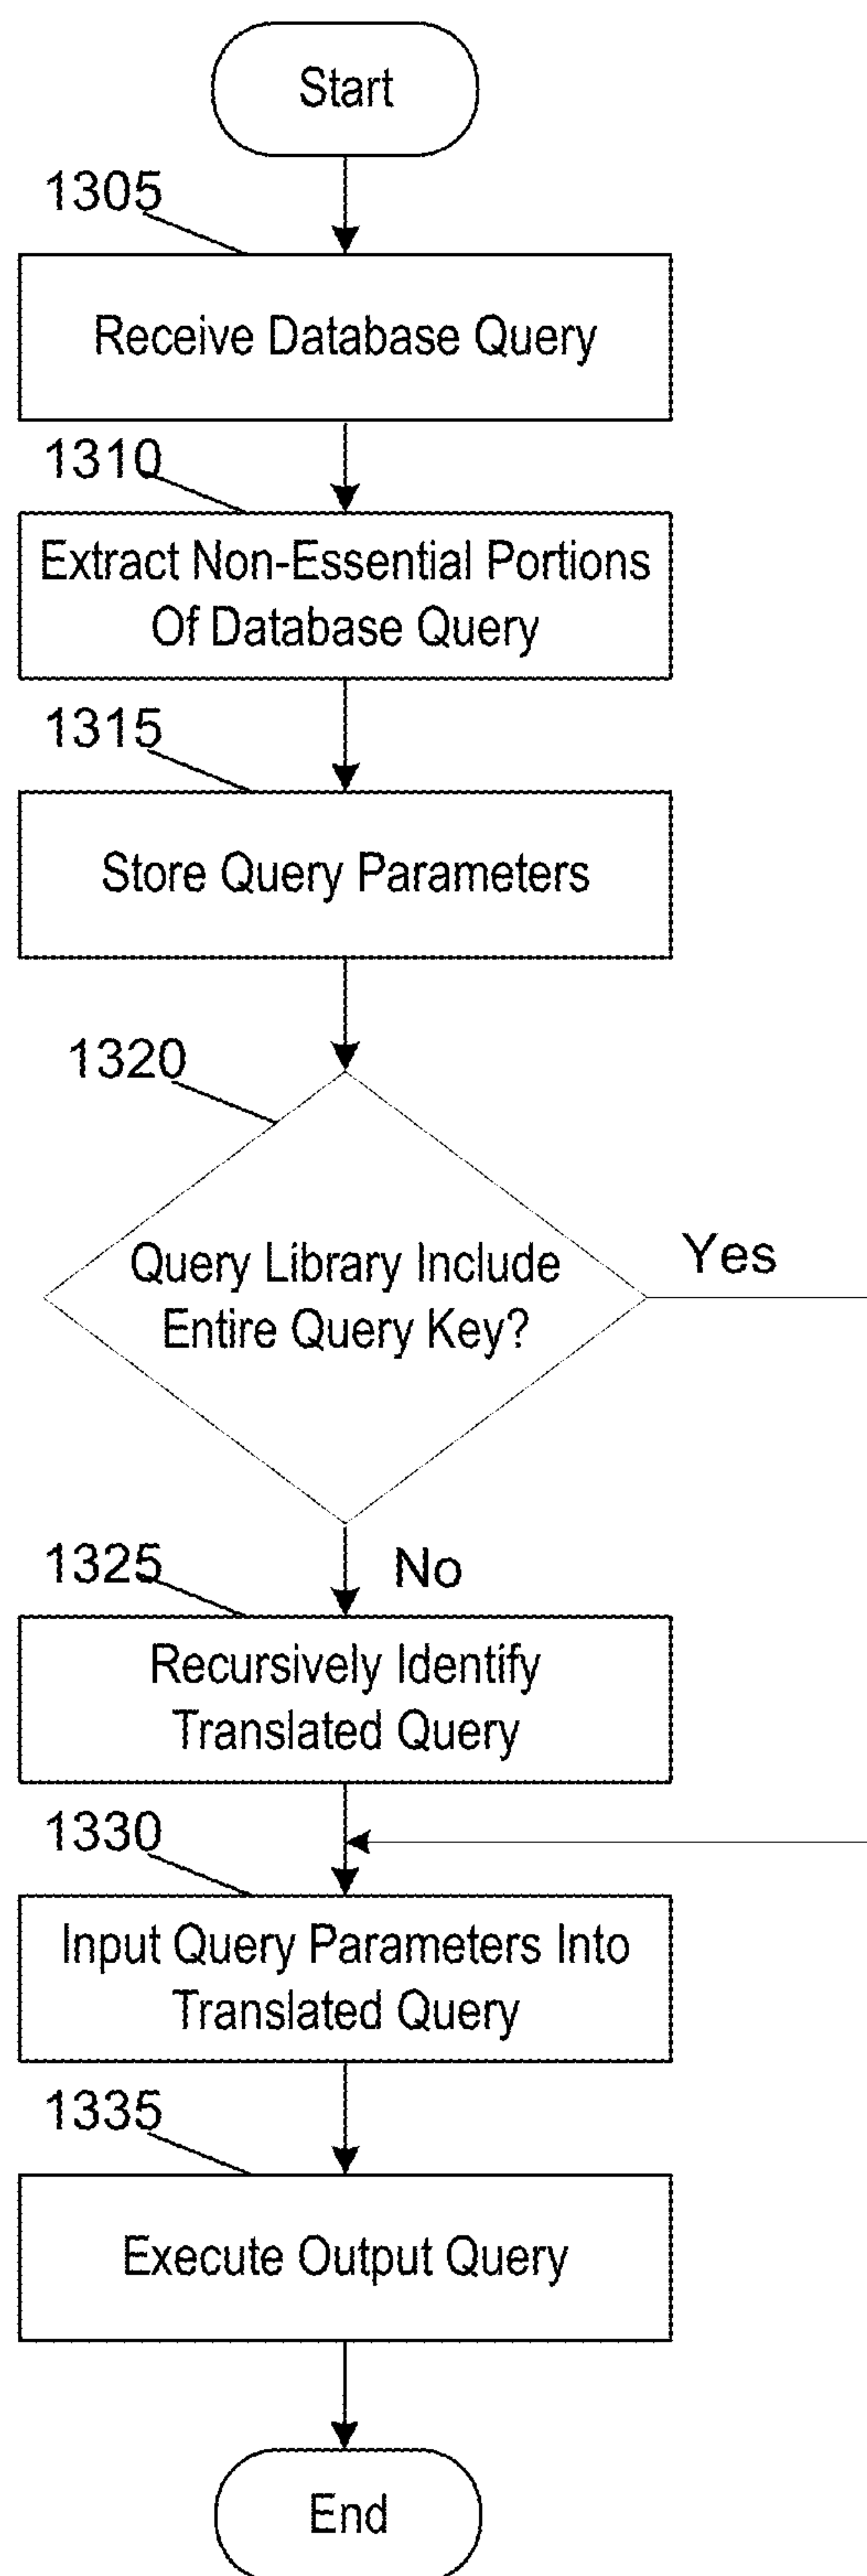 Start
1305
Receive Database Query
1310
Extract Non-Essential Portions
Of Database Query
1315
Store Query Parameters
1320
Query Library Include
Entire Query Key?
Yes
No
1325
Recursively Identify
Translated Query
1330
Input Query Parameters Into
Translated Query
1335
Execute Output Query
End